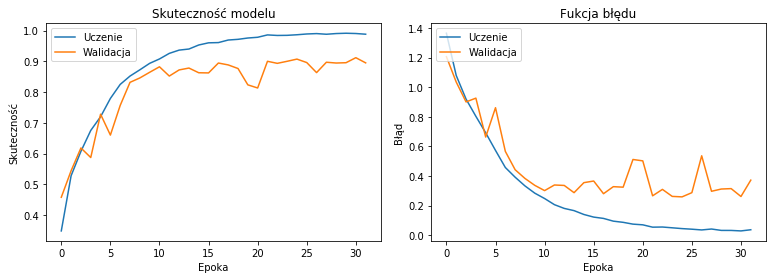 Skuteczność modelu
Uczenie
Walidacja
Skuteczność
1.0
0.9
0.8
0.7
0.6
0.5
0.4
0
5
10
15
20
25
30
Epoka
Fukcja błędu
Uczenie
Walidacja
Błąd
1.4
1.2
1.0
0.8
0.6
0.4
0.2
0.0
0
5
10
15
20
25
30
Epoka